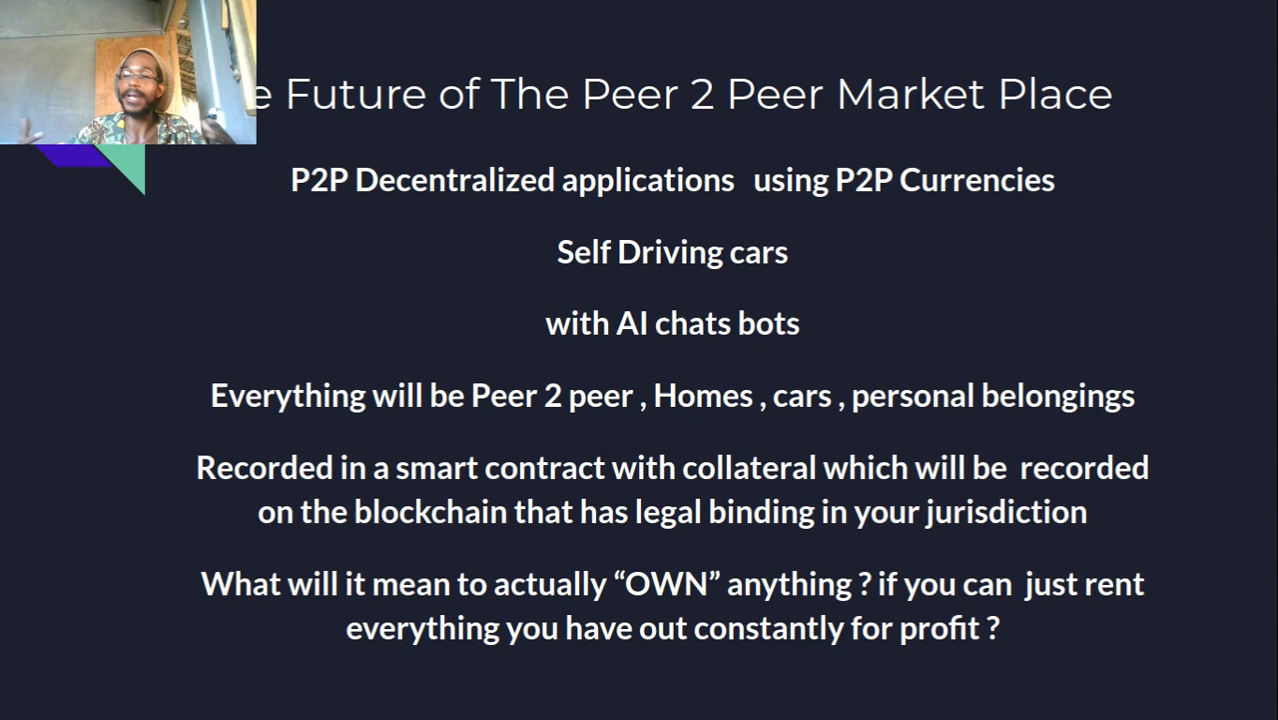 e Future of The Peer 2 Peer Market Place
P2P Decentralized applications using P2P Currencies
Self Driving cars
with AI chats bots
Everything will be Peer 2 peer , Homes , cars , personal belongings
Recorded in a smart contract with collateral which will be recorded
on the blockchain that has legal binding in your jurisdiction
What will it mean to actually “OWN” anything ? if you can just rent
everything you have out constantly for profit ?